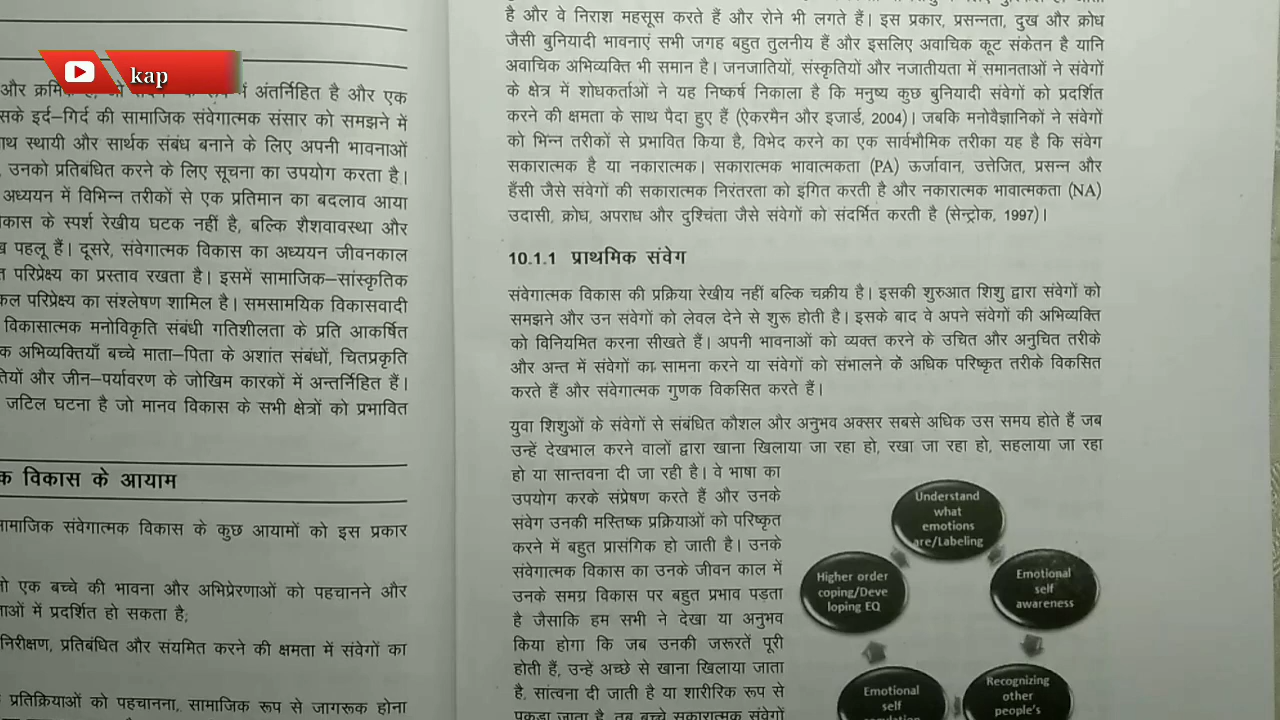 kap
और
अंतर्निहित है और एक
सके इर्द–गिर्द की सामाजिक संवेगात्मक संसार को समझने में
स्थायी और सार्थक संबंध बनाने के लिए अपनी भावनाओं
उनको प्रतिबंधित करने के लिए सूचना का उपयोग करता है।
अध्ययन में विभिन्न तरीकों से एक प्रतिमान का बदलाव आया
के स्पर्श रेखीय घटक नहीं है, बल्कि शैशवावस्था और
पहलू हैं। दूसरे, संवेगात्मक विकास का अध्ययन जीवनकाल
परिप्रेक्ष्य का प्रस्ताव रखता है। इसमें सामाजिक–सांस्कृतिक
परिप्रेक्ष्य का संश्लेषण शामिल है। समसामयिक विकासवादी
विकासात्मक मनोविकृति संबंधी गतिशीलता के प्रति आकर्षित
अभिव्यक्तियाँ बच्चे माता–पिता के अशांत संबंधों, चितप्रकृति
और जीन–पर्यावरण के जोखिम कारकों में अन्तर्निहित हैं।
जटिल घटना है जो मानव विकास के सभी क्षेत्रों को प्रभावित
क विकास के आयाम
सामाजिक संवेगात्मक विकास के कुछ आयामों को इस प्रकार
एक बच्चे की भावना और अभिप्रेरणाओं को पहचानने और
में प्रदर्शित हो सकता है;
निरीक्षण, प्रतिबंधित और संयमित करने की क्षमता में संवेगों का
प्रतिक्रियाओं को पहचानना, सामाजिक रूप से जागरूक होना
है और वे निराश महसूस करते हैं और रोने भी लगते हैं। इस प्रकार, प्रसन्नता, दुख और क्रोध
जैसी बुनियादी भावनाएं सभी जगह बहुत तुलनीय हैं और इसलिए अवाचिक कूट संकेतन है यानि
अवाचिक अभिव्यक्ति भी समान है। जनजातियों, संस्कृतियों और नजातीयता में समानताओं ने संवेगों
के क्षेत्र में शोधकर्ताओं ने यह निष्कर्ष निकाला है कि मनुष्य कुछ बुनियादी संवेगों को प्रदर्शित
करने की क्षमता के साथ पैदा हुए हैं (ऐकरमैन और इजार्ड, 2004)। जबकि मनोवैज्ञानिकों ने संवेगों
को भिन्न तरीकों से प्रभावित किया है, विभेद करने का एक सार्वभौमिक तरीका यह है कि संवेग
सकारात्मक है या नकारात्मक। सकारात्मक भावात्मकता (PA) ऊर्जावान, उत्तेजित, प्रसन्न और
हँसी जैसे संवेगों की सकारात्मक निरंतरता को इंगित करती है और नकारात्मक भावात्मकता (NA)
उदासी, क्रोध, अपराध और दुश्चिंता जैसे संवेगों को संदर्भित करती है (सेन्ट्रोक, 1997)।
10.1.1 प्राथमिक संवेग
संवेगात्मक विकास की प्रक्रिया रेखीय नहीं बल्कि चक्रीय है। इसकी शुरुआत शिशु द्वारा संवेगों को
समझने और उन संवेगों को लेवल देने से शुरू होती है। इसके बाद वे अपने संवेगों की अभिव्यक्ति
को विनियमित करना सीखते हैं। अपनी भावनाओं को व्यक्त करने के उचित और अनुचित तरीके
और अन्त में संवेगों का सामना करने या संवेगों को संभालने के अधिक परिष्कृत तरीके विकसित
करते हैं और संवेगात्मक गुणक विकसित करते हैं।
युवा शिशुओं के संवेगों से संबंधित कौशल और अनुभव अक्सर सबसे अधिक उस समय होते हैं जब
उन्हें देखभाल करने वालों द्वारा खाना खिलाया जा रहा हो, रखा जा रहा हो, सहलाया जा रहा
हो या सान्तवना दी जा रही है। वे भाषा का
उपयोग करके संप्रेषण करते हैं और उनके
संवेग उनकी मस्तिष्क प्रक्रियाओं को परिष्कृत
करने में बहुत प्रासंगिक हो जाती है। उनके
संवेगात्मक विकास का उनके जीवन काल में
उनके समग्र विकास पर बहुत प्रभाव पड़ता
है जैसाकि हम सभी ने देखा या अनुभव
किया होगा कि जब उनकी जरूरतें पूरी
होती हैं, उन्हें अच्छे से खाना खिलाया जाता
है, सांत्वना दी जाती है या शारीरिक रूप से
पकड़ा जाता है, तब बच्चे सकारात्मक संवेगों
Understand
what
emotions
are/Labeling
Emotional
self
awareness
Recognizing
other
people's
Emotional
self
Higher order
coping/Deve
loping EQ